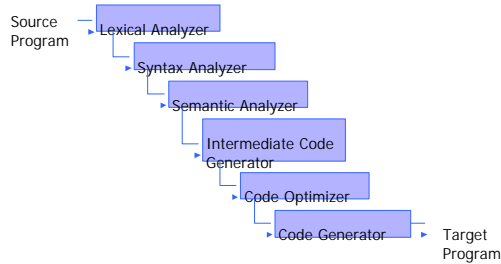 Source
Program
Lexical Analyzer
Syntax Analyzer
Semantic Analyzer
Intermediate Code
Generator
Code Optimizer
Code Generator
Target
Program